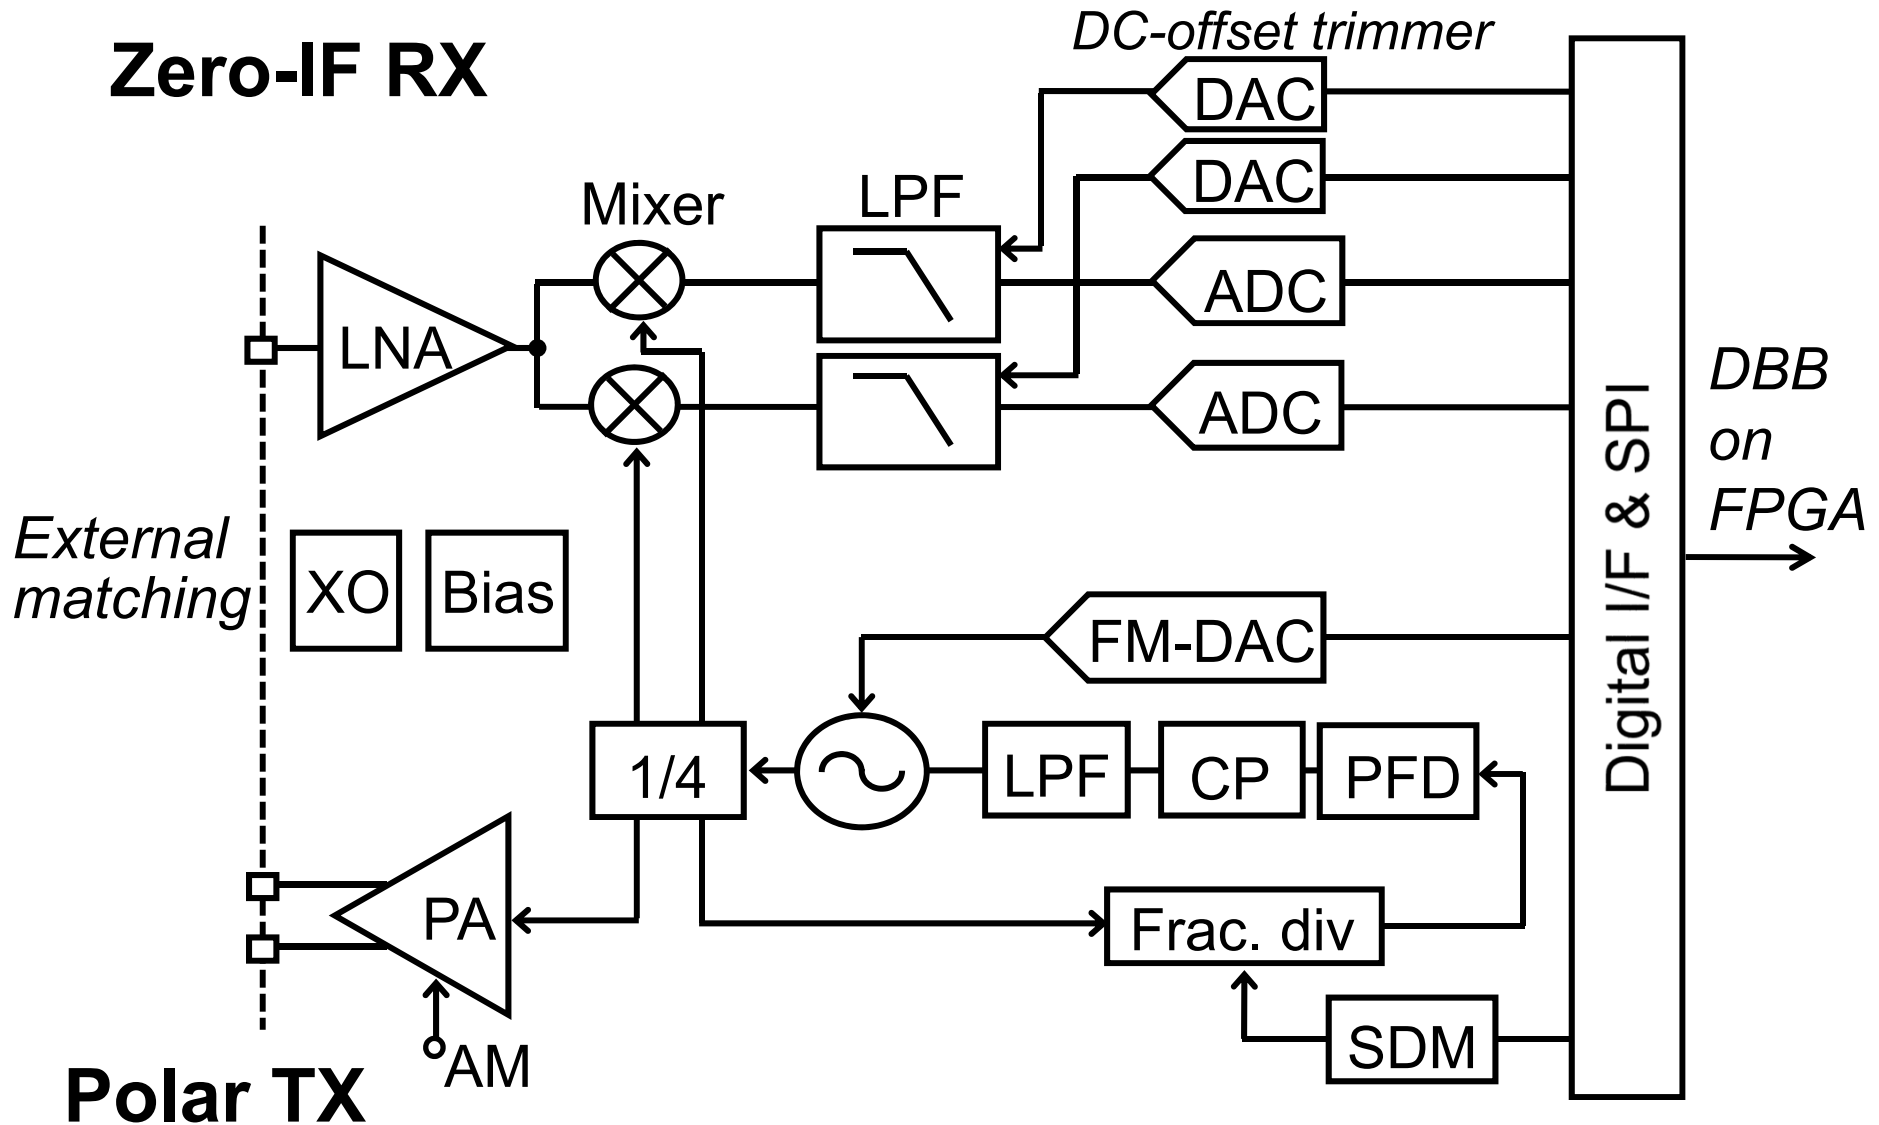 DC-offset trimmer
Zero-IF RX
DAC
DAC
Mixer
LPF
ADC
LNA
ADC
DBB
on
FPGA
Digital I/F & SPI
External
matching
XO
Bias
FM-DAC
1/4
LPF
CP
PFD
PA
Frac. div
SDM
AM
Polar TX